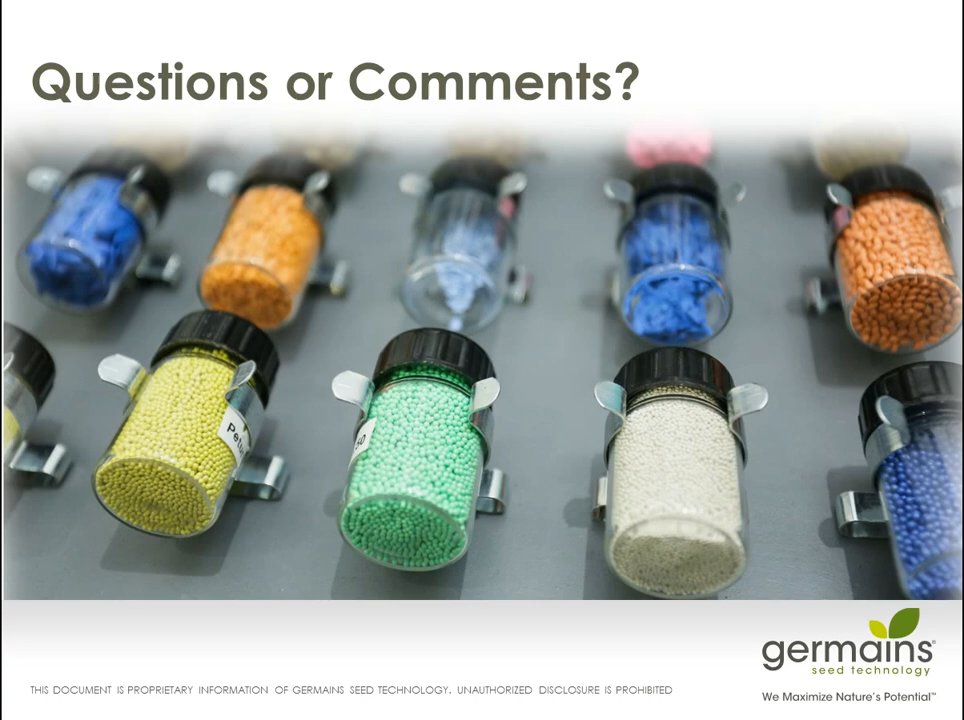 Questions or Comments?
germains®
seed technology
We Maximize Nature's Potential™
THIS DOCUMENT IS PROPRIETARY INFORMATION OF GERMAINS SEED TECHNOLOGY. UNAUTHORIZED DISCLOSURE IS PROHIBITED